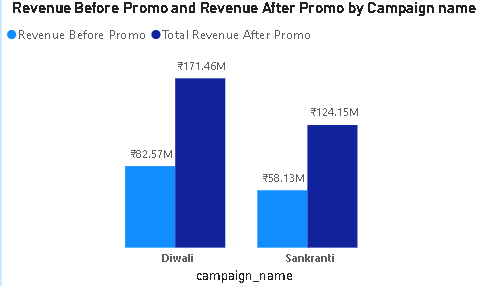 Revenue Before Promo and Revenue After Promo by Campaign name
Revenue Before Promo Total Revenue After Promo
₹171.46M
₹124.15M
₹82.57M
₹58.13M
Diwali Sankranti
campaign_name